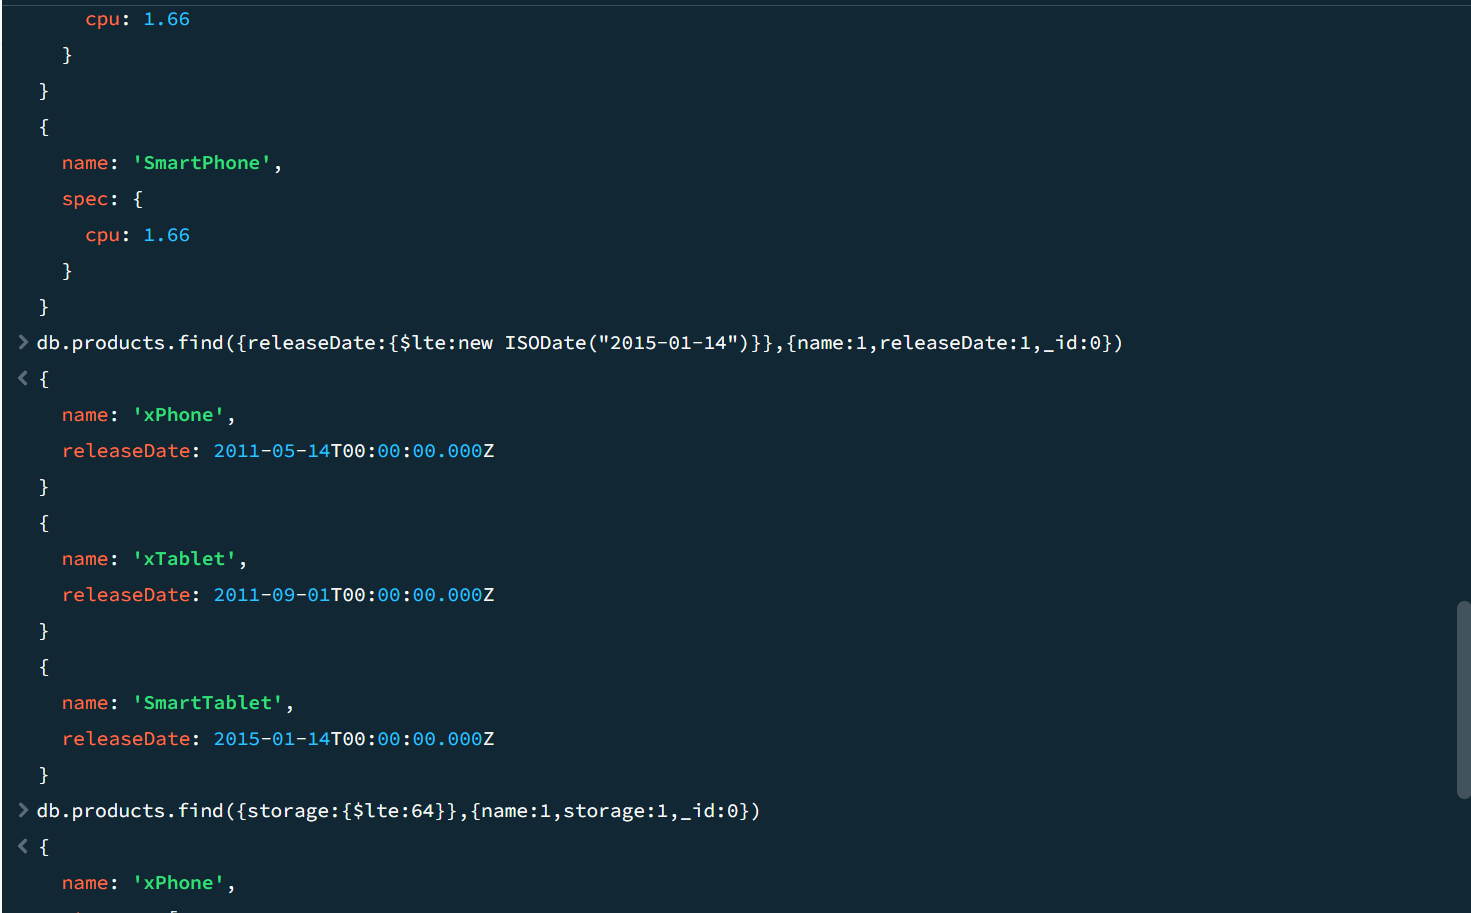 cpu: 1.66
}
}
{
name: 'SmartPhone',
spec: {
cpu: 1.66
}
}
> db.products.find({releaseDate:{$lte:new ISODate("2015-01-14")}},{name:1,releaseDate:1,_id:0})
< {
name: 'xPhone',
releaseDate: 2011-05-14T00:00:00.000Z
}
{
name: 'xTablet',
releaseDate: 2011-09-01T00:00:00.000Z
}
{
name: 'SmartTablet',
releaseDate: 2015-01-14T00:00:00.000Z
}
> db.products.find({storage:{$lte:64}},{name:1,storage:1,_id:0})
< {
name: 'xPhone',